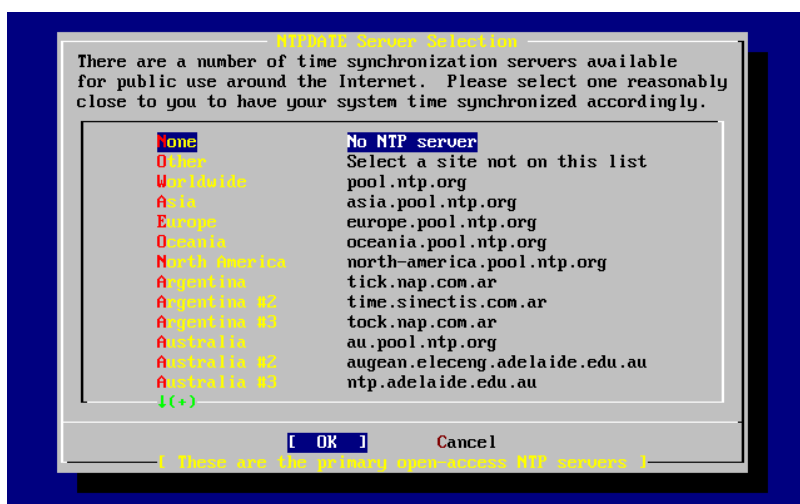 NTPDATE Server Selection
There are a number of time synchronization servers available
for public use around the Internet.  Please select one reasonably
close to you to have your system time synchronized accordingly.
None No NTP server
Other Select a site not on this list
Worldwide pool.ntp.org
Asia asia.pool.ntp.org
Europe europe.pool.ntp.org
Oceania oceania.pool.ntp.org
North America north-america.pool.ntp.org
Argentina tick.nap.com.ar
Argentina #2 time.sinectis.com.ar
Argentina #3 tock.nap.com.ar
Australia au.pool.ntp.org
Australia #2 augean.eleceng.adelaide.edu.au
Australia #3 ntp.adelaide.edu.au
↓(+)
[ OK ] Cancel
[ These are the primary open-access NTP servers ]